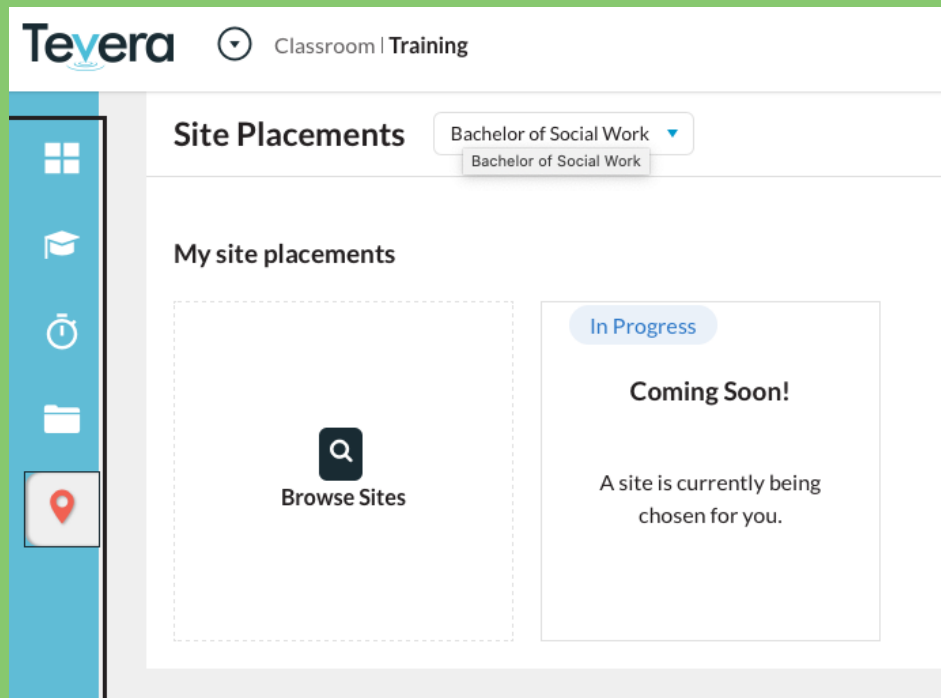 Tevera
Classroom | Training
Site Placements
Bachelor of Social Work
Bachelor of Social Work
My site placements
Browse Sites
In Progress
Coming Soon!
A site is currently being
chosen for you.